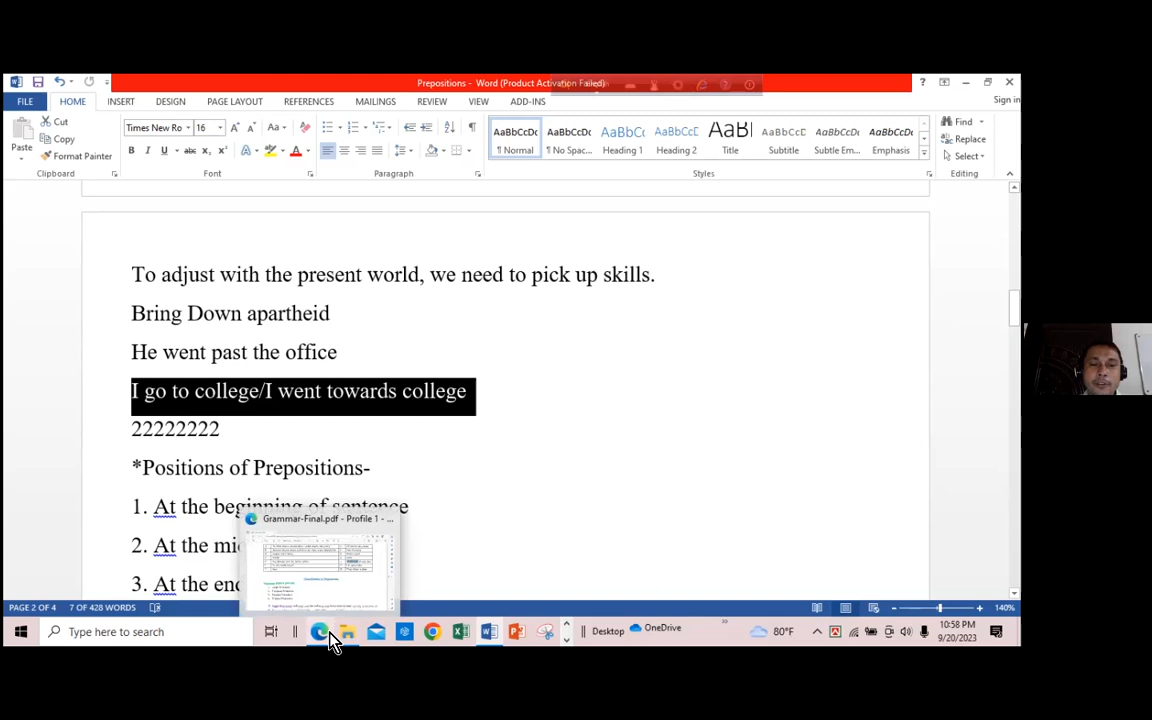 Prepositions - Word (Product Activation Failed)
FILE HOME INSERT DESIGN PAGE LAYOUT REFERENCES MAILINGS REVIEW VIEW ADD-INS Sign in
Paste Cut Copy Format Painter
Times New Ro 16
AaBbCcDc AaBbCcDc AaBbC AaBbCcD AaB AaBbCcD AaBbCcD AaBbCcDc
¶ Normal ¶ No Spac... Heading 1 Heading 2 Title Subtitle Subtle Em... Emphasis
Find Replace Select
Clipboard Font Paragraph Styles Editing
To adjust with the present world, we need to pick up skills.
Bring Down apartheid
He went past the office
I go to college/I went towards college
22222222
*Positions of Prepositions-
1. At the beginning of sentence
2. At the mi
3. At the end
Grammar-Final.pdf - Profile 1 - ...
PAGE 2 OF 4 7 OF 428 WORDS 140%
Type here to search Desktop OneDrive 80°F 10:58 PM
9/20/2023